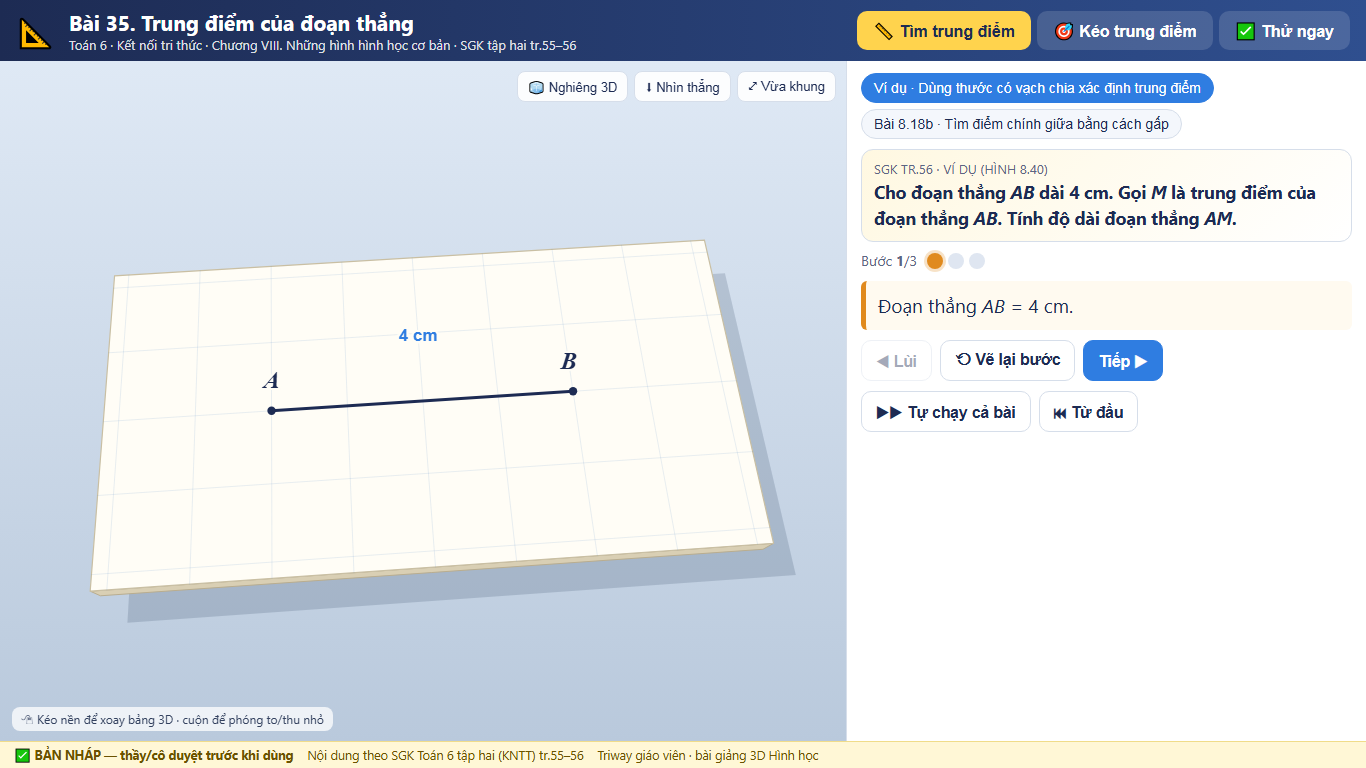 Bài 35. Trung điểm của đoạn thẳng
Toán 6 · Kết nối tri thức · Chương VIII. Những hình hình học cơ bản · SGK tập hai tr.55–56
📏 Tìm trung điểm
🎯 Kéo trung điểm
✅ Thử ngay
🧊 Nghiêng 3D
⬇ Nhìn thẳng
⤢ Vừa khung
4 cm
A
B
🖱 Kéo nền để xoay bảng 3D · cuộn để phóng to/thu nhỏ
Ví dụ · Dùng thước có vạch chia xác định trung điểm
Bài 8.18b · Tìm điểm chính giữa bằng cách gấp
SGK TR.56 · VÍ DỤ (HÌNH 8.40)
Cho đoạn thẳng AB dài 4 cm. Gọi M là trung điểm của
đoạn thẳng AB. Tính độ dài đoạn thẳng AM.
Bước 1/3
Đoạn thẳng AB = 4 cm.
◀ Lùi
⟲ Vẽ lại bước
Tiếp ▶
▶▶ Tự chạy cả bài
⏮ Từ đầu
✅ BẢN NHÁP — thầy/cô duyệt trước khi dùng
Nội dung theo SGK Toán 6 tập hai (KNTT) tr.55–56
Triway giáo viên · bài giảng 3D Hình học